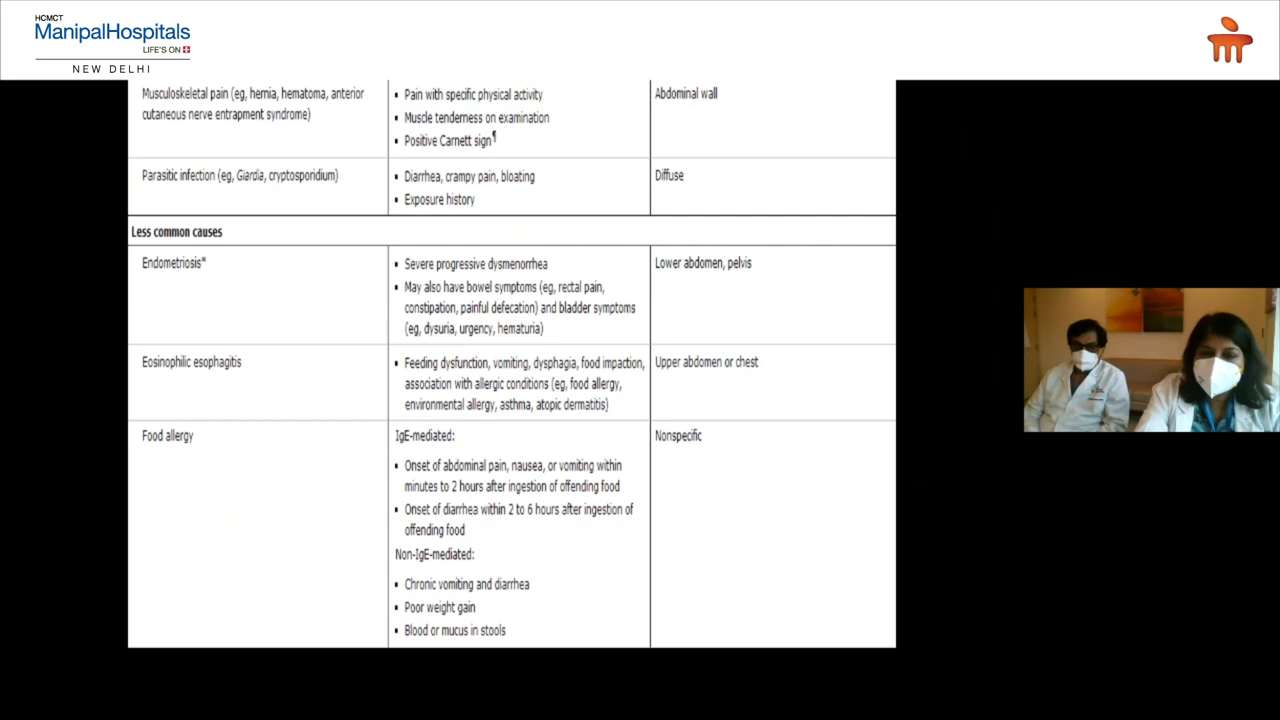 HCMCT
ManipalHospitals
LIFE'S ON
NEW DELHI
Musculoskeletal pain (eg, hernia, hematoma, anterior
cutaneous nerve entrapment syndrome)
▪ Pain with specific physical activity
▪ Muscle tenderness on examination
▪ Positive Carnett sign¶
Abdominal wall
Parasitic infection (eg, Giardia, cryptosporidium)
▪ Diarrhea, crampy pain, bloating
▪ Exposure history
Diffuse
Less common causes
Endometriosis*
▪ Severe progressive dysmenorrhea
▪ May also have bowel symptoms (eg, rectal pain,
constipation, painful defecation) and bladder symptoms
(eg, dysuria, urgency, hematuria)
Lower abdomen, pelvis
Eosinophilic esophagitis
▪ Feeding dysfunction, vomiting, dysphagia, food impaction,
association with allergic conditions (eg, food allergy,
environmental allergy, asthma, atopic dermatitis)
Upper abdomen or chest
Food allergy
IgE-mediated:
▪ Onset of abdominal pain, nausea, or vomiting within
minutes to 2 hours after ingestion of offending food
▪ Onset of diarrhea within 2 to 6 hours after ingestion of
offending food
Non-IgE-mediated:
▪ Chronic vomiting and diarrhea
▪ Poor weight gain
▪ Blood or mucus in stools
Nonspecific